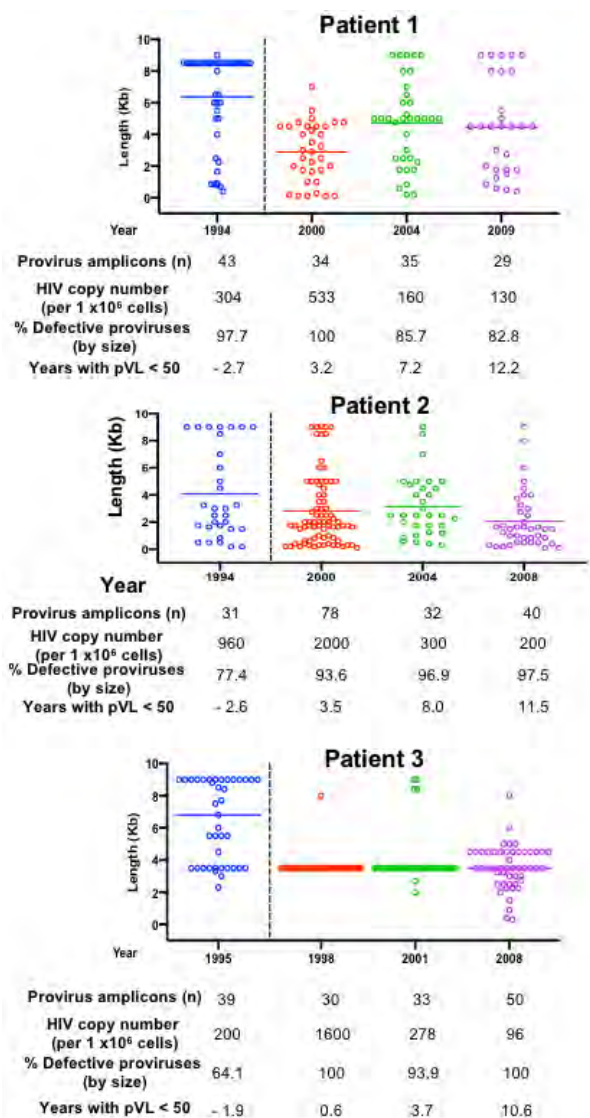 Patient 1
Length (Kb)
10
8
6
4
2
0
Year 1994 2000 2004 2009
Provirus amplicons (n) 43 34 35 29
HIV copy number
(per 1 x10⁶ cells) 304 533 160 130
% Defective proviruses
(by size) 97.7 100 85.7 82.8
Years with pVL < 50 - 2.7 3.2 7.2 12.2
Patient 2
Length (Kb)
10
8
6
4
2
0
Year 1994 2000 2004 2008
Provirus amplicons (n) 31 78 32 40
HIV copy number
(per 1 x10⁶ cells) 960 2000 300 200
% Defective proviruses
(by size) 77.4 93.6 96.9 97.5
Years with pVL < 50 - 2.6 3.5 8.0 11.5
Patient 3
Length (Kb)
10
8
6
4
2
0
Year 1995 1998 2001 2008
Provirus amplicons (n) 39 30 33 50
HIV copy number
(per 1 x10⁶ cells) 200 1600 278 96
% Defective proviruses
(by size) 64.1 100 93.9 100
Years with pVL < 50 - 1.9 0.6 3.7 10.6